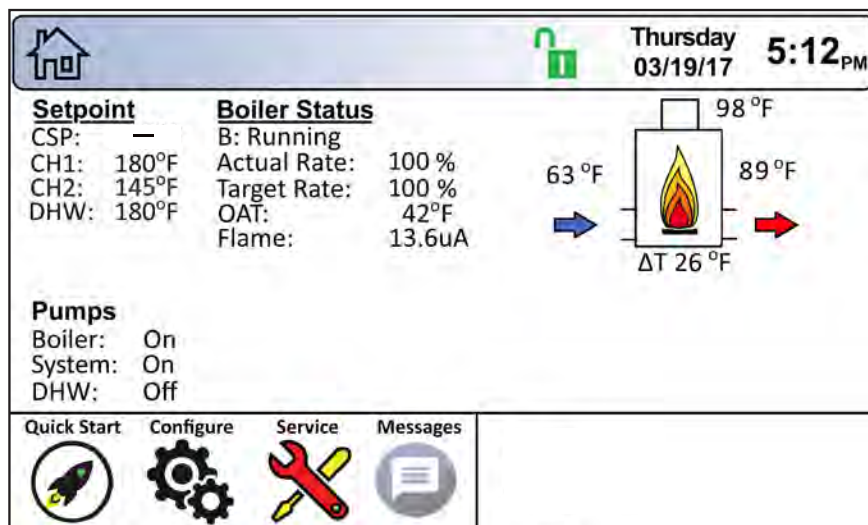 Thursday
03/19/17
5:12 PM
Setpoint
CSP: –
CH1: 180°F
CH2: 145°F
DHW: 180°F
Boiler Status
B: Running
Actual Rate: 100 %
Target Rate: 100 %
OAT: 42°F
Flame: 13.6uA
98 °F
63 °F
89 °F
ΔT 26 °F
Pumps
Boiler: On
System: On
DHW: Off
Quick Start
Configure
Service
Messages